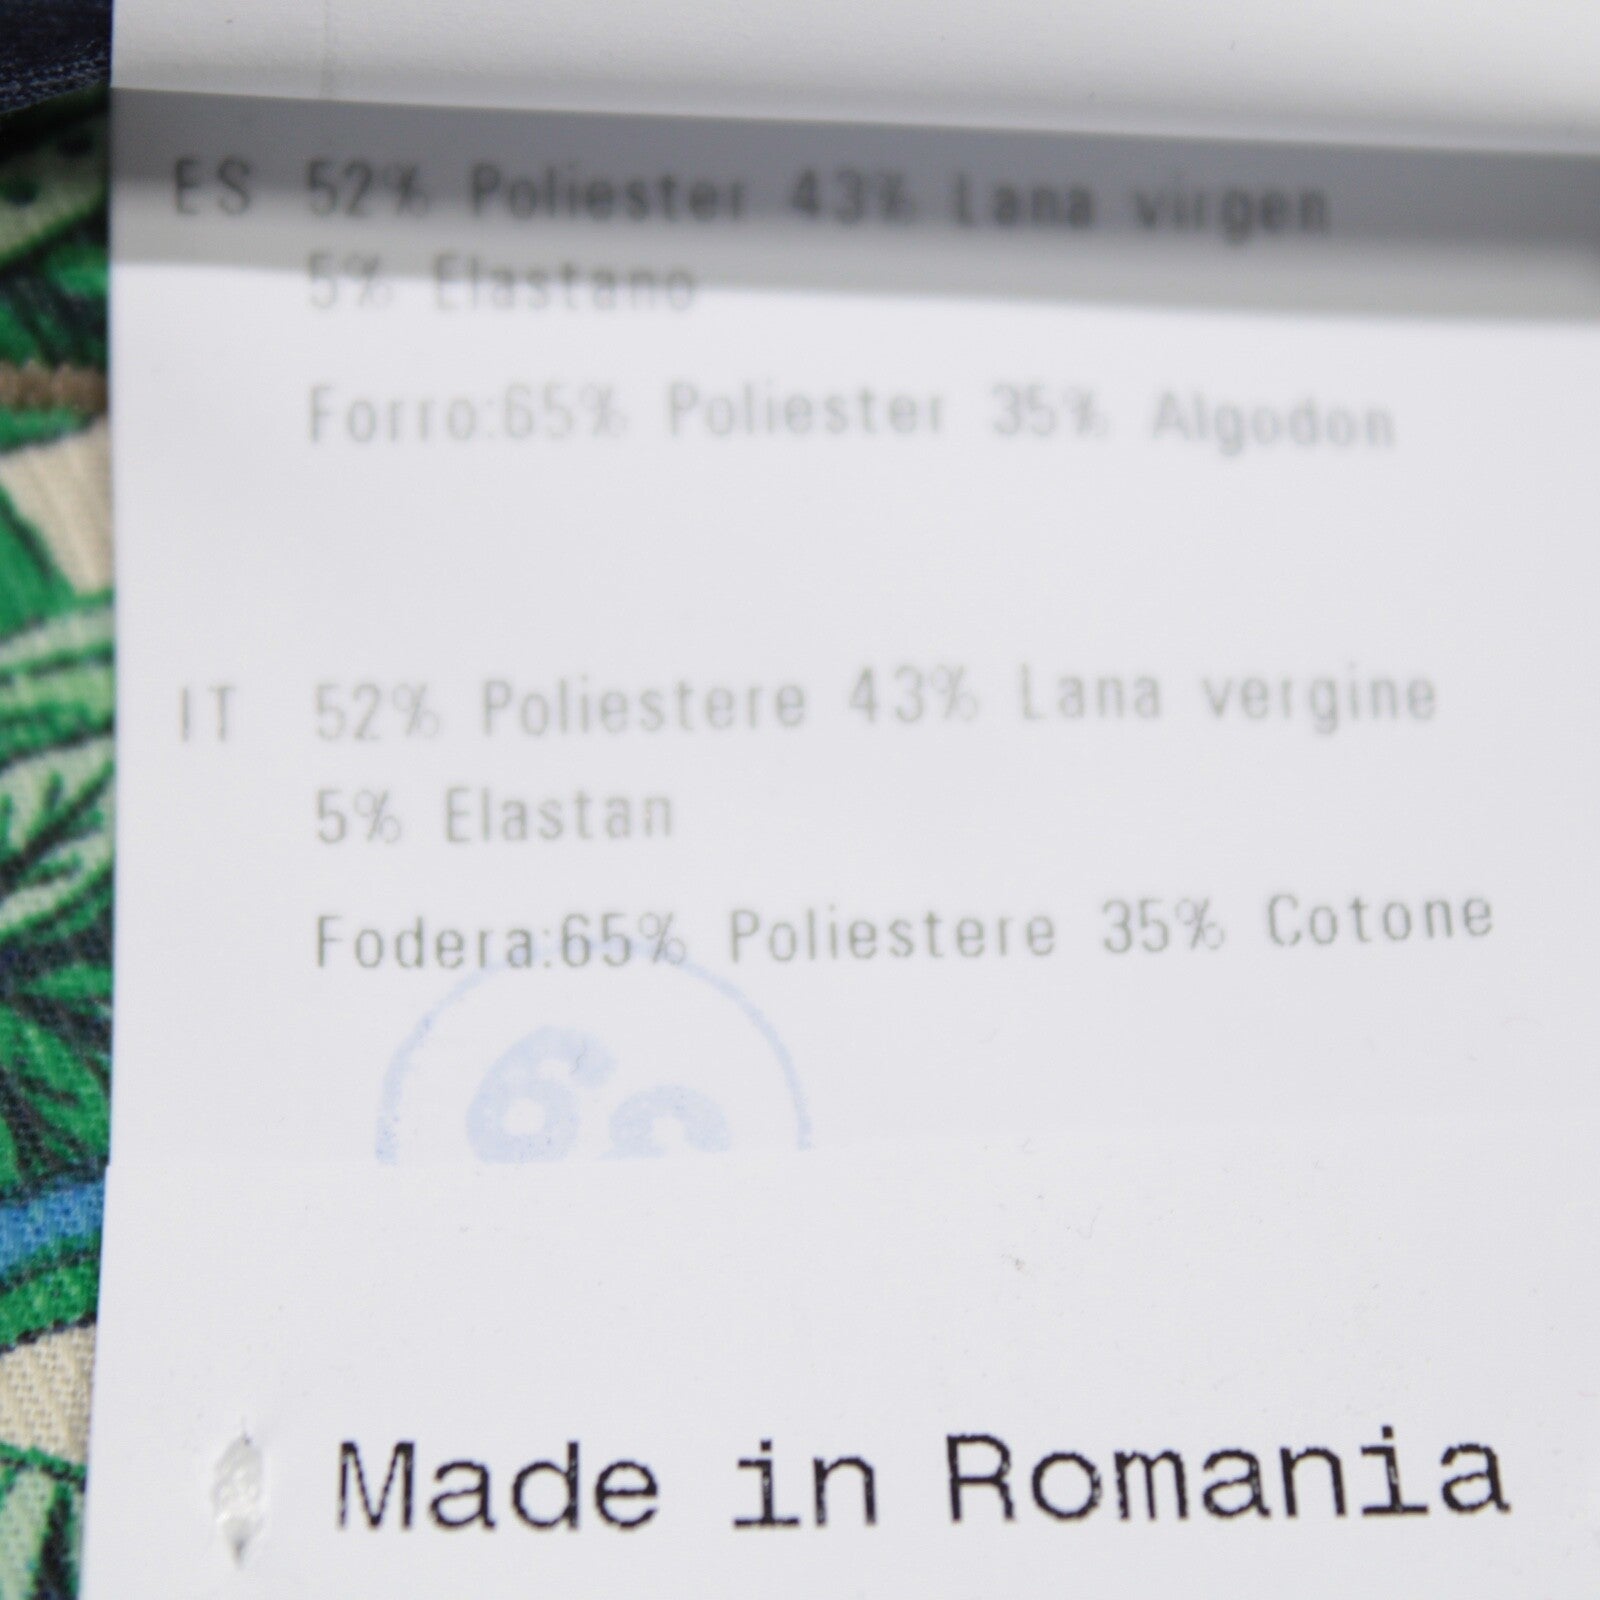 ES 52% Poliester 43% Lana virgen
5% Elastano
Forro:65% Poliester 35% Algodon
IT 52% Poliestere 43% Lana vergine
5% Elastan
Fodera:65% Poliestere 35% Cotone
Made in Romania